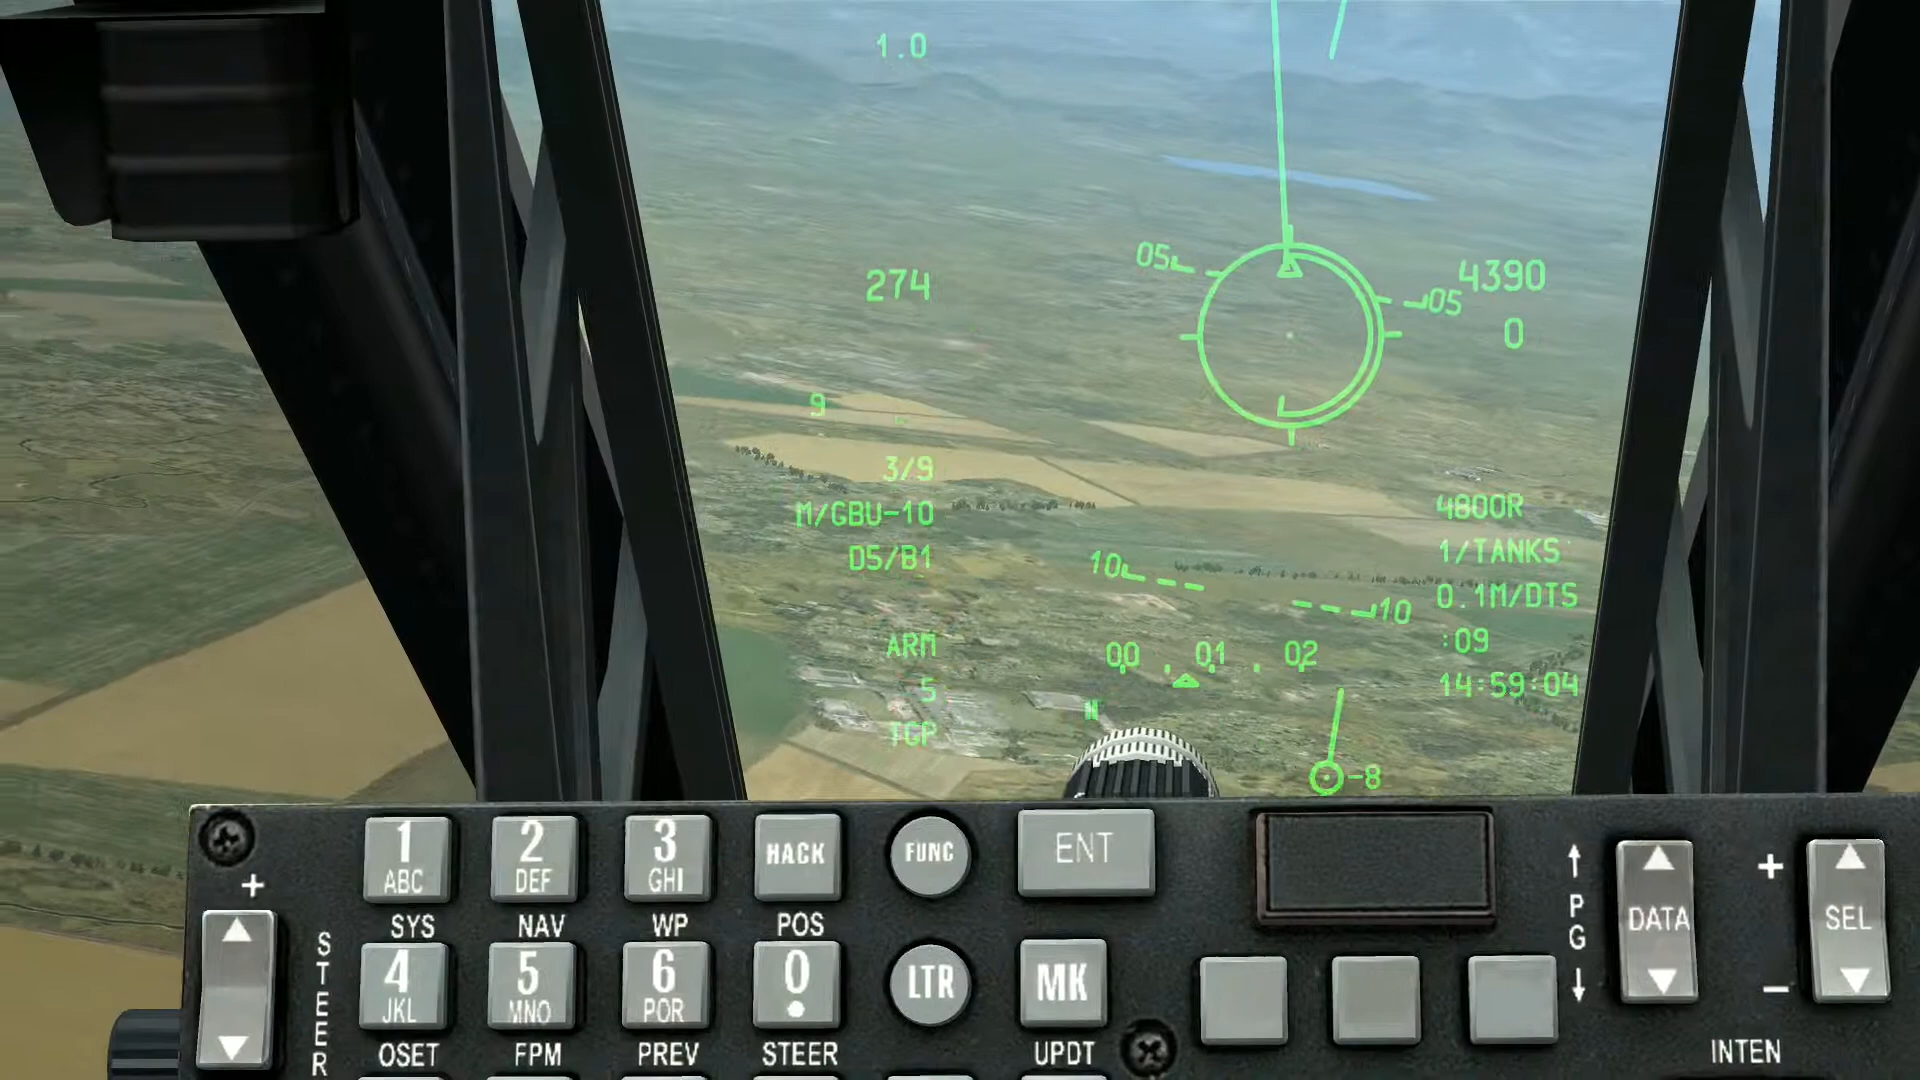 1.0
05
4390
05
274
0
9
3/9
M/GBU-10
D5/B1
4800R
1/TANKS
0.1M/DTS
:09
14:59:04
10
10
ARM
5
TGP
00 . 01 . 02
N
-8
+
1
ABC
2
DEF
3
GHI
HACK
FUNC
ENT
SYS
NAV
WP
POS
STEER
4
JKL
5
MNO
6
PQR
0
LTR
MK
OSET
FPM
PREV
STEER
UPDT
PG
DATA
+
-
SEL
INTEN